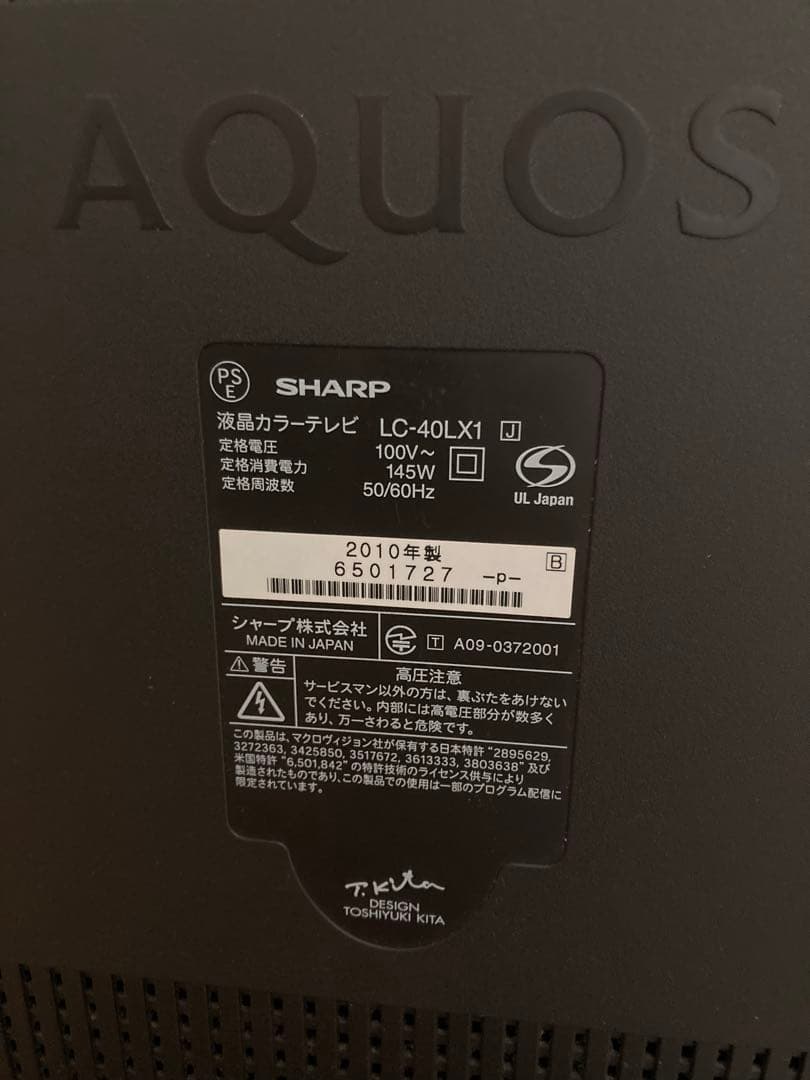 AQUOS
PS E SHARP
液晶カラーテレビ LC-40LX1 J
定格電圧 100V～
定格消費電力 145W
定格周波数 50/60Hz
UL Japan
2010年製 B
6501727 -p-
シャープ株式会社
MADE IN JAPAN
T A09-0372001
警告
高圧注意
サービスマン以外の方は、裏ぶたをあけない
でください。内部には高電圧部分が数多く
あり、万一さわると危険です。
この製品は、マクロヴィジョン社が保有する日本特許 "2895629,
3272363, 3425850, 3517672, 3613333, 3803638" 及び
米国特許 "6,501,842" の特許技術のライセンス供与により
製造されたものであり、この製品での使用は一部のプログラム配信に
限定されています。
T. Kita
DESIGN
TOSHIYUKI KITA